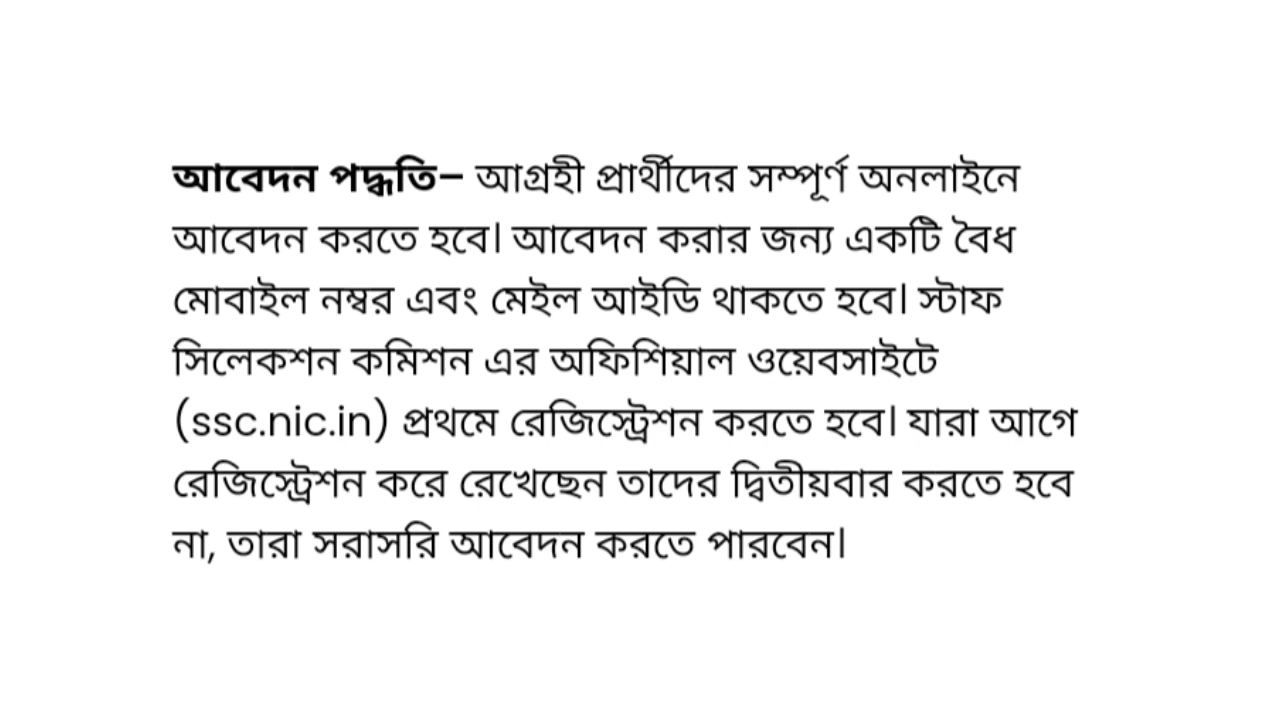 আবেদন পদ্ধতি– আগ্রহী প্রার্থীদের সম্পূর্ণ অনলাইনে
আবেদন করতে হবে। আবেদন করার জন্য একটি বৈধ
মোবাইল নম্বর এবং মেইল আইডি থাকতে হবে। স্টাফ
সিলেকশন কমিশন এর অফিশিয়াল ওয়েবসাইটে
(ssc.nic.in) প্রথমে রেজিস্ট্রেশন করতে হবে। যারা আগে
রেজিস্ট্রেশন করে রেখেছেন তাদের দ্বিতীয়বার করতে হবে
না, তারা সরাসরি আবেদন করতে পারবেন।